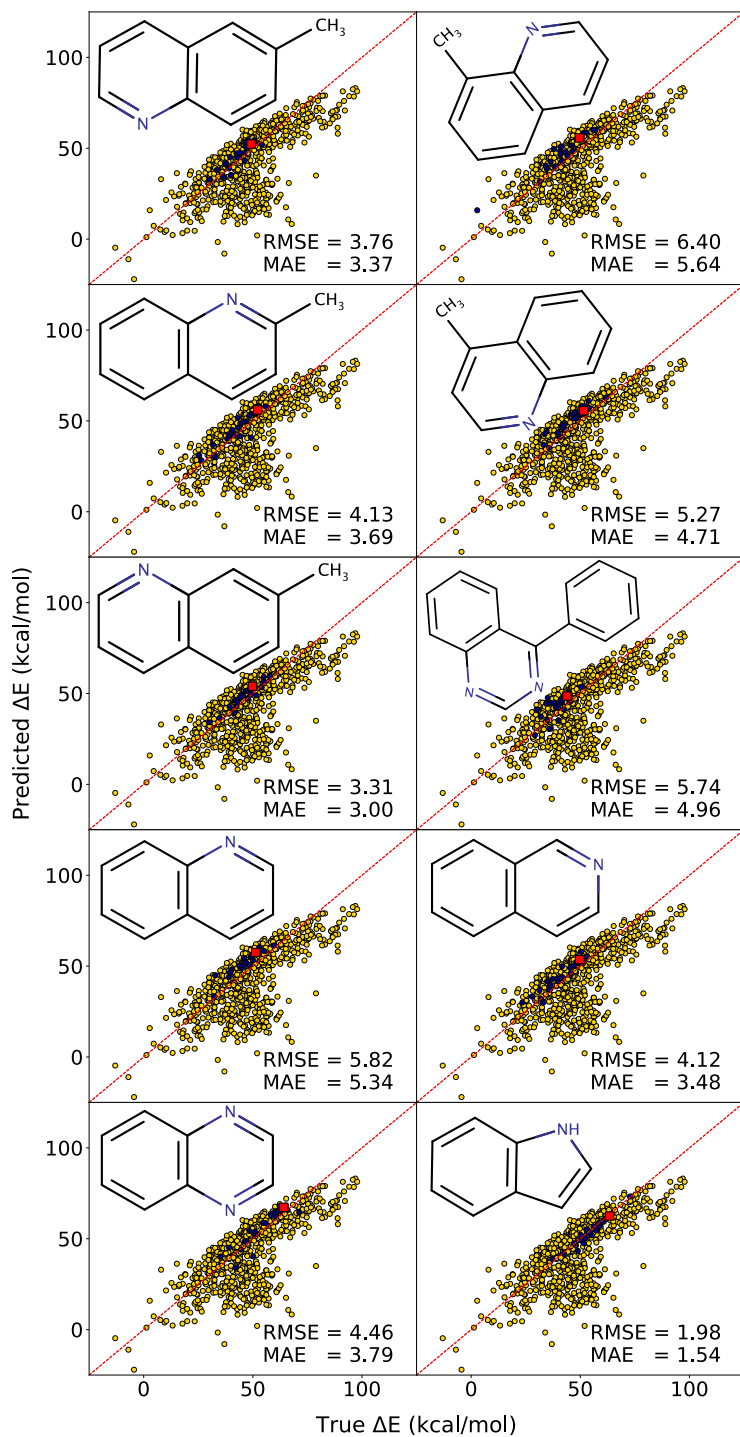 CH3
N
100
50
0
RMSE = 3.76
MAE = 3.37
CH3
N
RMSE = 6.40
MAE = 5.64
N
CH3
100
50
0
RMSE = 4.13
MAE = 3.69
CH3
N
RMSE = 5.27
MAE = 4.71
N
CH3
100
50
0
RMSE = 3.31
MAE = 3.00
N
N
RMSE = 5.74
MAE = 4.96
N
100
50
0
RMSE = 5.82
MAE = 5.34
N
RMSE = 4.12
MAE = 3.48
N
N
100
50
0
RMSE = 4.46
MAE = 3.79
NH
RMSE = 1.98
MAE = 1.54
0 50 100
0 50 100
Predicted ΔE (kcal/mol)
True ΔE (kcal/mol)